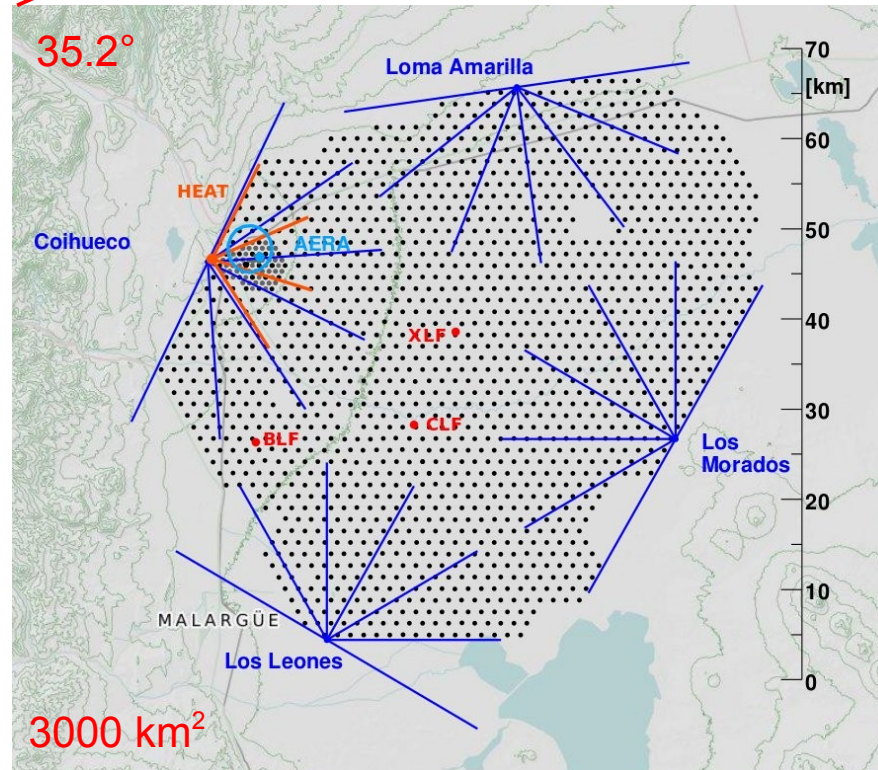 35.2°
Loma Amarilla
70
[km]
60
HEAT
50
Coihueco
AERA
40
XLF
30
CLF
BLF
Los
Morados
20
10
MALARGÜE
Los Leones
0
3000 km²